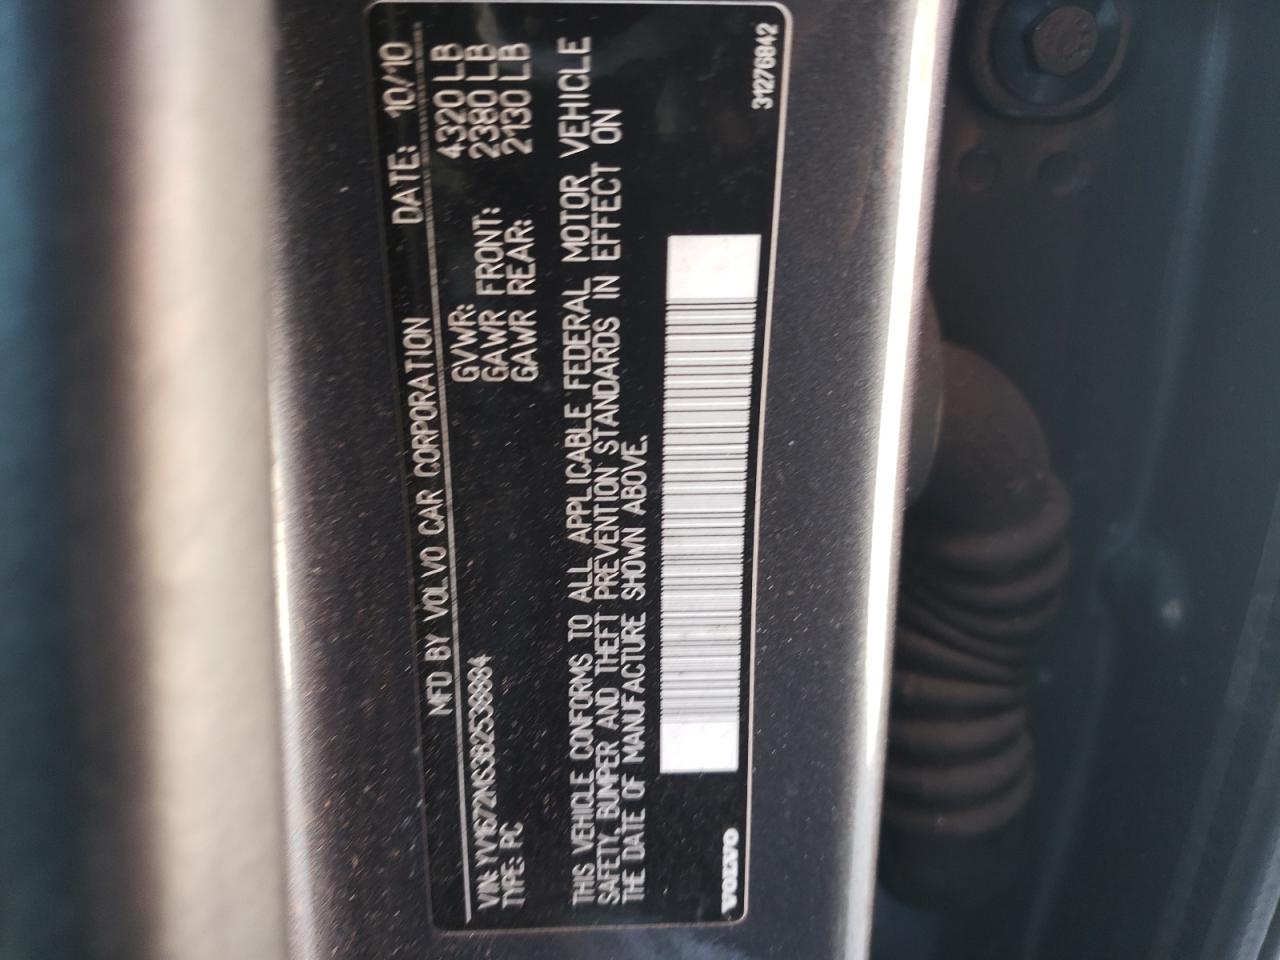 MFD BY VOLVO CAR CORPORATION DATE: 10/10
GVWR: 4320 LB
GAWR FRONT: 2380 LB
VIN: YV1672MS3B2538884
GAWR REAR: 2130 LB
TYPE: PC
THIS VEHICLE CONFORMS TO ALL APPLICABLE FEDERAL MOTOR VEHICLE
SAFETY, BUMPER AND THEFT PREVENTION STANDARDS IN EFFECT ON
THE DATE OF MANUFACTURE SHOWN ABOVE.
VOLVO 31276842